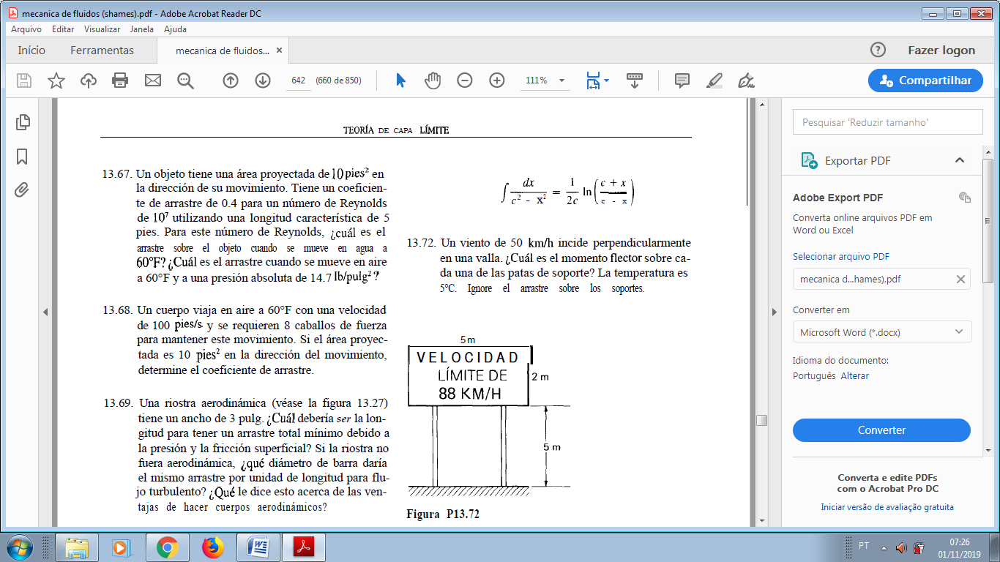 mecanica de fluidos (shames).pdf - Adobe Acrobat Reader DC
Arquivo Editar Visualizar Janela Ajuda
Início Ferramentas mecanica de fluidos... × Fazer logon
642 (660 de 850) 111% Compartilhar
TEORÍA DE CAPA LÍMITE
13.67. Un objeto tiene una área proyectada de 10 pies² en
la dirección de su movimiento. Tiene un coeficien-
te de arrastre de 0.4 para un número de Reynolds
de 10⁷ utilizando una longitud característica de 5
pies. Para este número de Reynolds, ¿cuál es el
arrastre sobre el objeto cuando se mueve en agua a
60°F? ¿Cuál es el arrastre cuando se mueve en aire
a 60°F y a una presión absoluta de 14.7 lb/pulg²?
13.68. Un cuerpo viaja en aire a 60°F con una velocidad
de 100 pies/s y se requieren 8 caballos de fuerza
para mantener este movimiento. Si el área proyec-
tada es 10 pies² en la dirección del movimiento,
determine el coeficiente de arrastre.
13.69. Una riostra aerodinámica (véase la figura 13.27)
tiene un ancho de 3 pulg. ¿Cuál debería ser la lon-
gitud para tener un arrastre total mínimo debido a
la presión y la fricción superficial? Si la riostra no
fuera aerodinámica, ¿qué diámetro de barra daría
el mismo arrastre por unidad de longitud para flu-
jo turbulento? ¿Qué le dice esto acerca de las ven-
tajas de hacer cuerpos aerodinámicos?
∫ dx / (c² - x²) = 1/2c ln((c + x) / (c - x))
13.72. Un viento de 50 km/h incide perpendicularmente
en una valla. ¿Cuál es el momento flector sobre ca-
da una de las patas de soporte? La temperatura es
5°C. Ignore el arrastre sobre los soportes.
5 m
VELOCIDAD
LÍMITE DE
88 KM/H
2 m
5 m
Figura P13.72
Pesquisar 'Reduzir tamanho'
Exportar PDF
Adobe Export PDF
Converta online arquivos PDF em
Word ou Excel
Selecionar arquivo PDF
mecanica d...hames).pdf
Converter em
Microsoft Word (*.docx)
Idioma do documento:
Português Alterar
Converter
Converta e edite PDFs
com o Acrobat Pro DC
Iniciar versão de avaliação gratuita
PT
07:26
01/11/2019